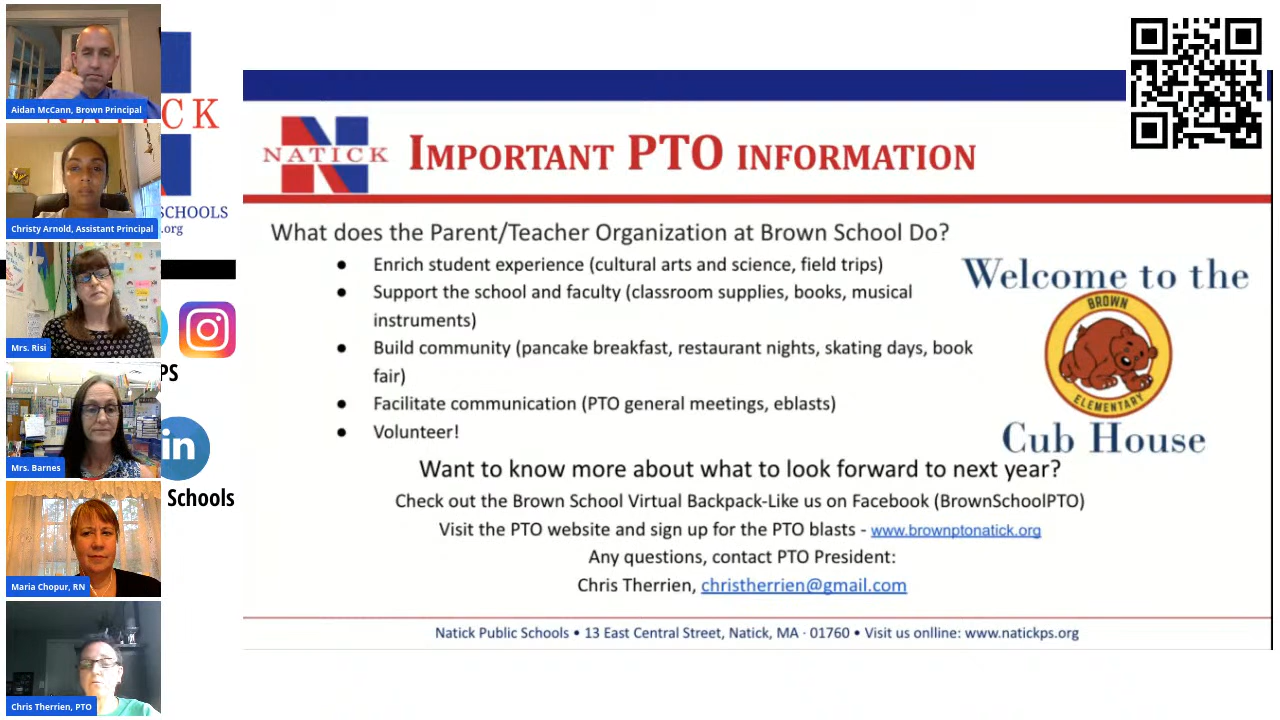 Aidan McCann, Brown Principal
Christy Arnold, Assistant Principal
Mrs. Risi
Mrs. Barnes
Maria Chopur, RN
Chris Therrien, PTO
CK
SCHOOLS
.org
PS
Schools
NATICK
IMPORTANT PTO INFORMATION
What does the Parent/Teacher Organization at Brown School Do?
● Enrich student experience (cultural arts and science, field trips)
● Support the school and faculty (classroom supplies, books, musical
instruments)
● Build community (pancake breakfast, restaurant nights, skating days, book
fair)
● Facilitate communication (PTO general meetings, eblasts)
● Volunteer!
Welcome to the
BROWN
ELEMENTARY
Cub House
Want to know more about what to look forward to next year?
Check out the Brown School Virtual Backpack-Like us on Facebook (BrownSchoolPTO)
Visit the PTO website and sign up for the PTO blasts - www.brownptonatick.org
Any questions, contact PTO President:
Chris Therrien, christherrien@gmail.com
Natick Public Schools • 13 East Central Street, Natick, MA · 01760 • Visit us onlline: www.natickps.org